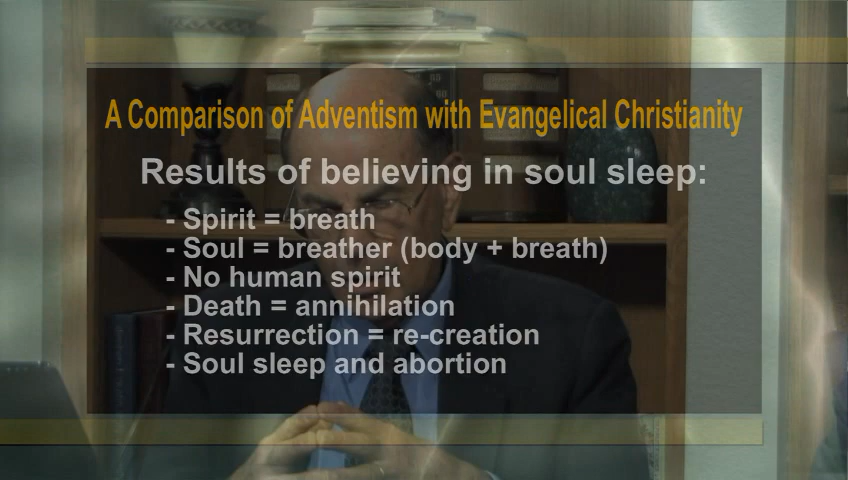 A Comparison of Adventism with Evangelical Christianity
Results of believing in soul sleep:
- Spirit = breath
- Soul = breather (body + breath)
- No human spirit
- Death = annihilation
- Resurrection = re-creation
- Soul sleep and abortion